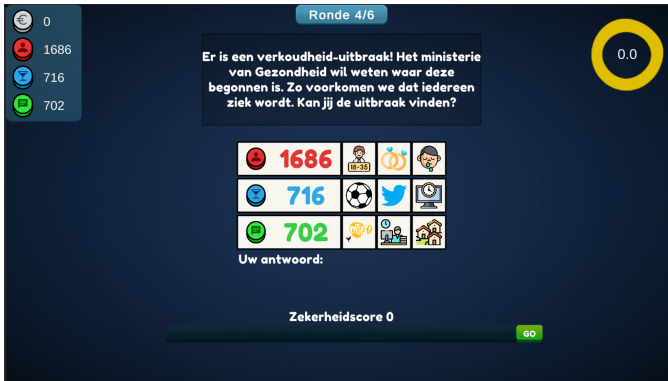 Ronde 4/6
0
1686
716
702
0.0
Er is een verkoudheid-uitbraak! Het ministerie
van Gezondheid wil weten waar deze
begonnen is. Zo voorkomen we dat iedereen
ziek wordt. Kan jij de uitbraak vinden?
1686
18-35
716
702
Uw antwoord:
Zekerheidscore 0
GO